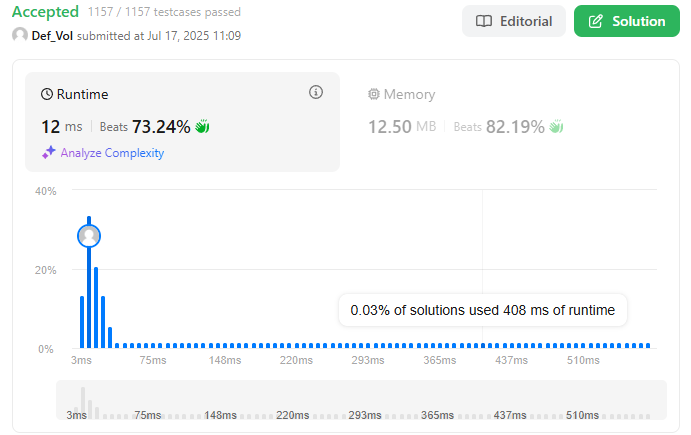 Accepted 1157 / 1157 testcases passed
Editorial
Solution
Def_Vol submitted at Jul 17, 2025 11:09
Runtime
12 ms Beats 73.24%
Analyze Complexity
Memory
12.50 MB Beats 82.19%
40%
20%
0%
0.03% of solutions used 408 ms of runtime
3ms 75ms 148ms 220ms 293ms 365ms 437ms 510ms
3ms 75ms 148ms 220ms 293ms 365ms 437ms 510ms